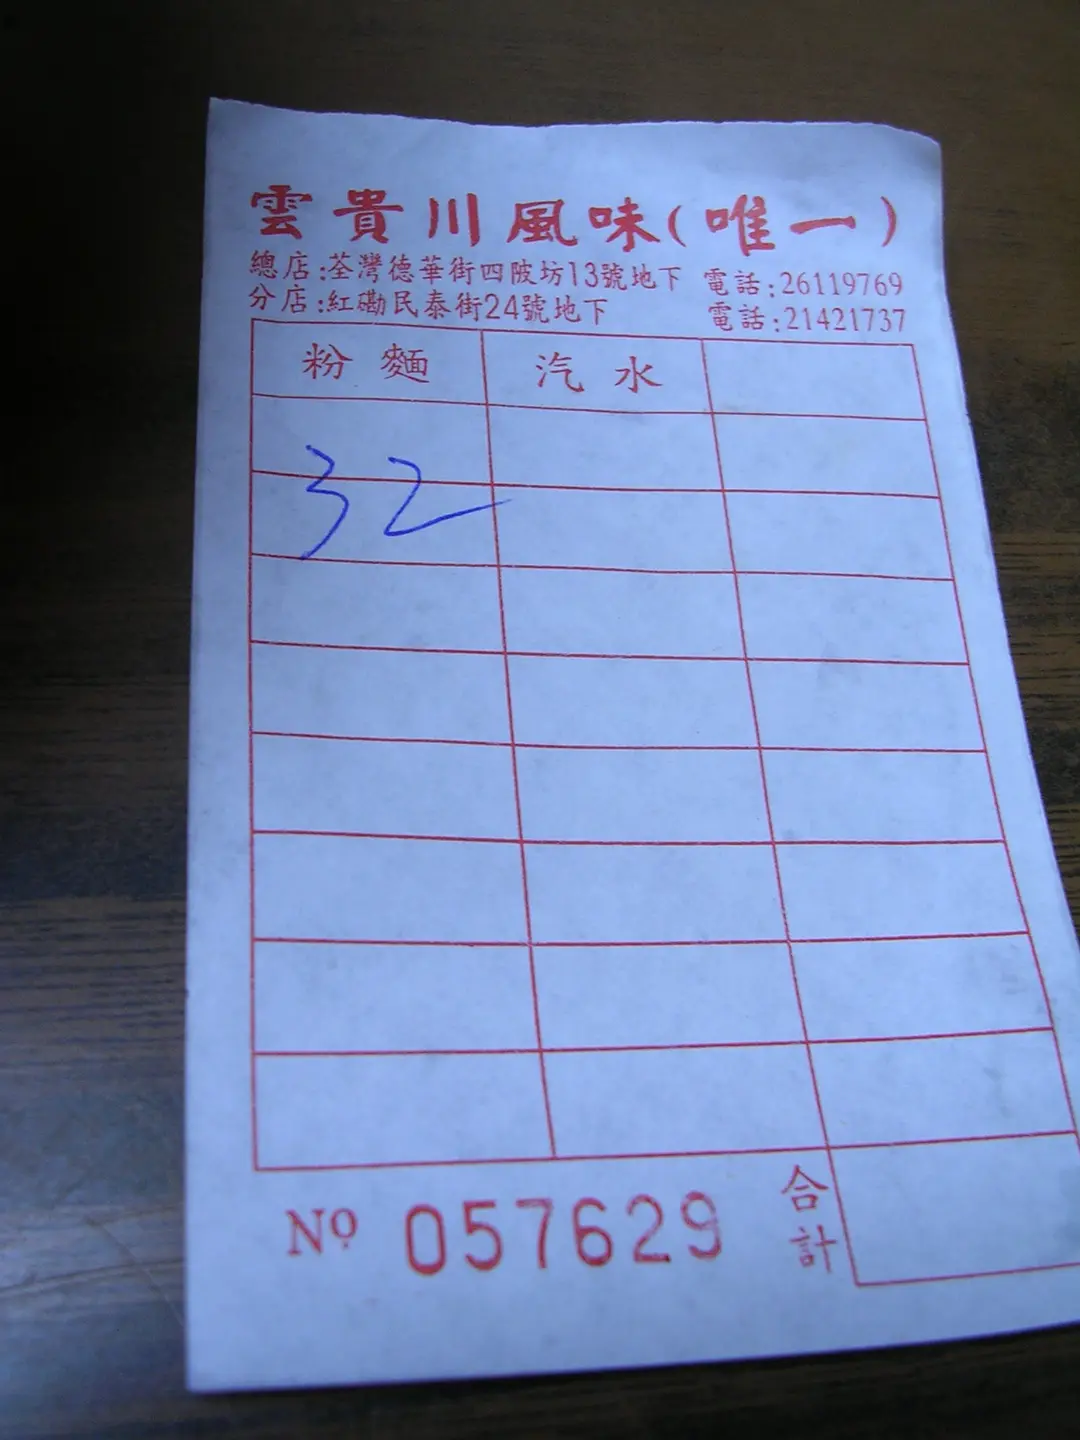 雲貴川風味(唯一)
總店:荃灣德華街四陂坊13號地下 電話:26119769
分店:紅磡民泰街24號地下 電話:21421737
粉麵 汽水
32
合計
Nº 057629